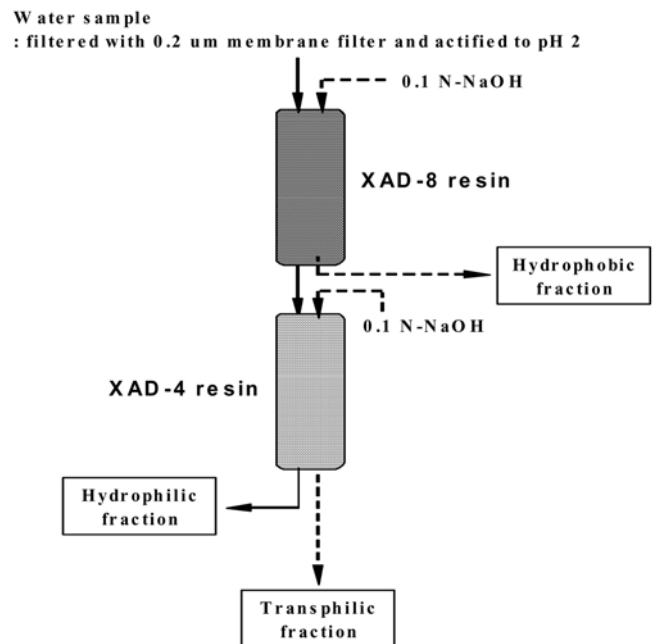 Water sample
: filtered with 0.2 um membrane filter and actified to pH 2
0.1 N-NaOH
XAD-8 resin
Hydrophobic
fraction
0.1 N-NaOH
XAD-4 resin
Hydrophilic
fraction
Transphilic
fraction